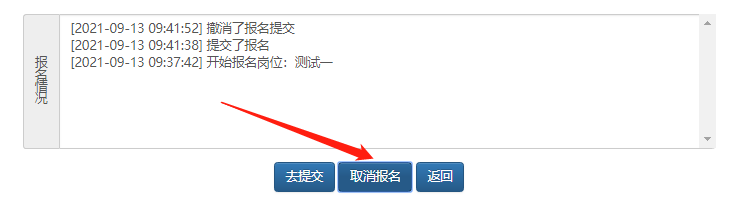 报名情况
[2021-09-13 09:41:52] 撤消了报名提交
[2021-09-13 09:41:38] 提交了报名
[2021-09-13 09:37:42] 开始报名岗位：测试一
去提交 取消报名 返回